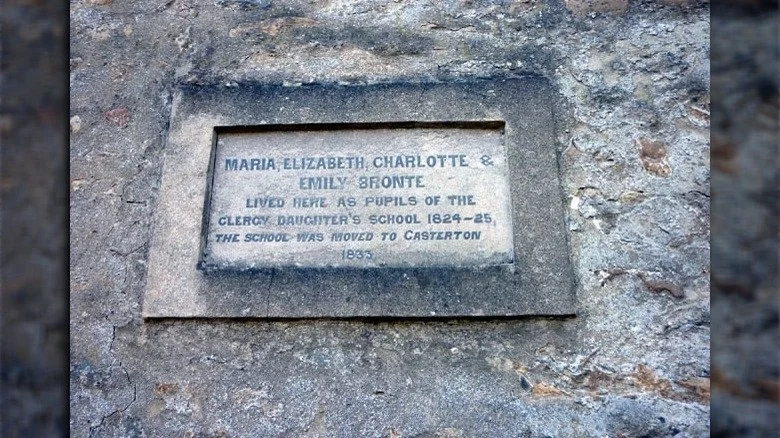 MARIA, ELIZABETH, CHARLOTTE &
EMILY BRONTE
LIVED HERE AS PUPILS OF THE
CLERGY DAUGHTER'S SCHOOL 1824-25,
THE SCHOOL WAS MOVED TO CASTERTON
1833